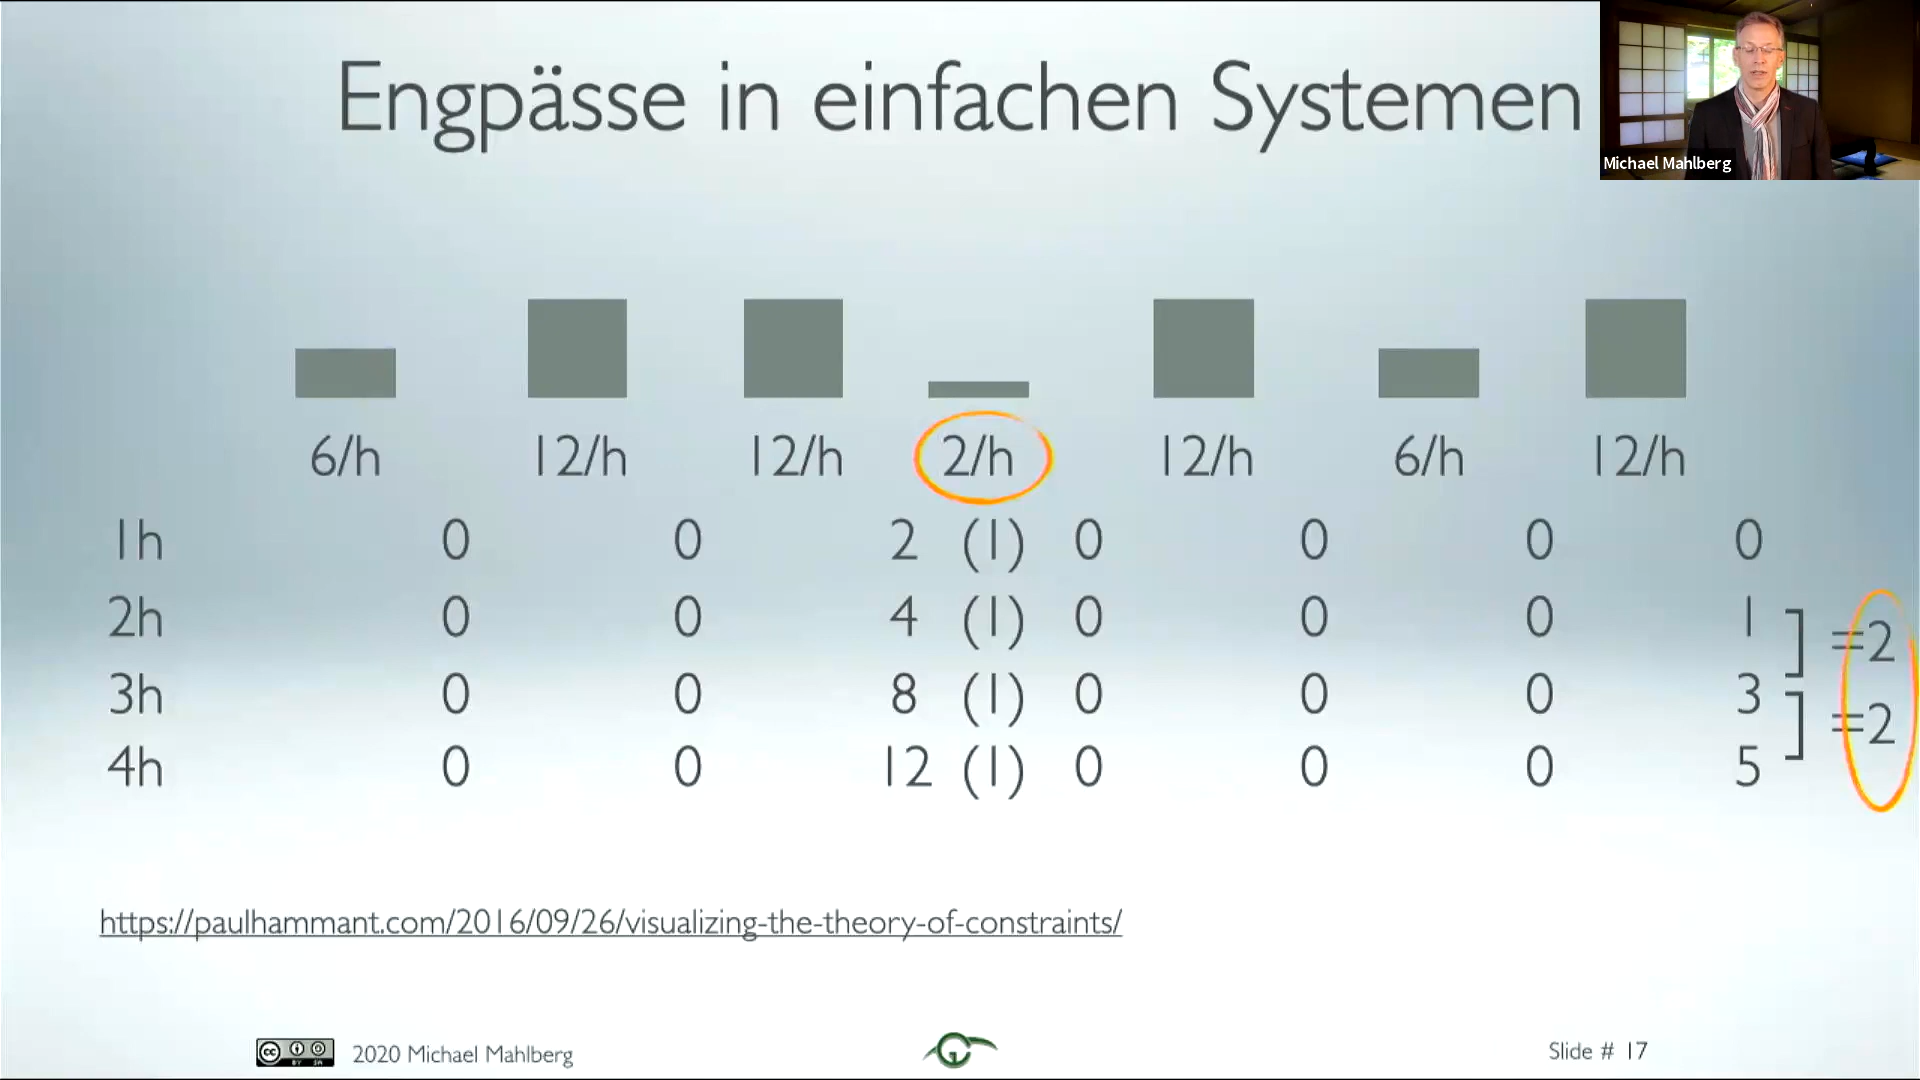 Engpässe in einfachen Systemen
Michael Mahlberg
6/h 12/h 12/h 2/h 12/h 6/h 12/h
1h 0 0 2 (1) 0 0 0 0
2h 0 0 4 (1) 0 0 0 1 ] =2
3h 0 0 8 (1) 0 0 0 3 ] =2
4h 0 0 12 (1) 0 0 0 5
https://paulhammant.com/2016/09/26/visualizing-the-theory-of-constraints/
cc BY SA 2020 Michael Mahlberg
Slide # 17